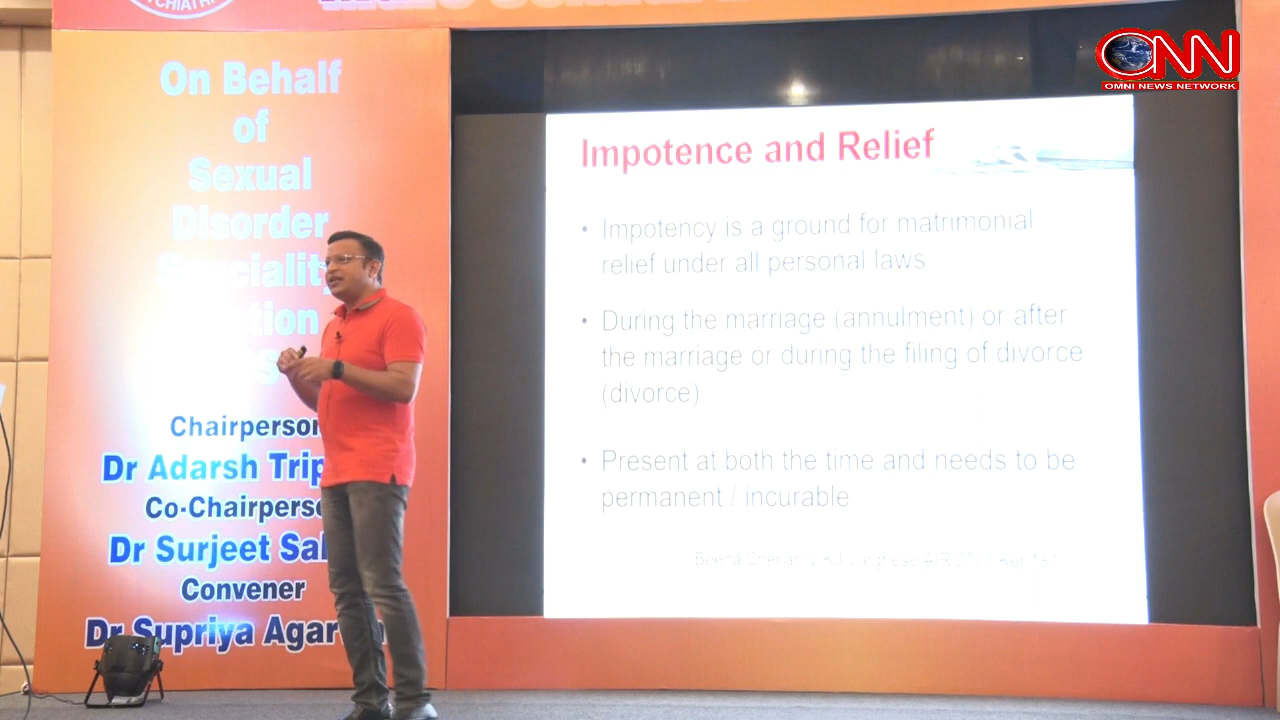 ONN
OMNI NEWS NETWORK
On Behalf
of
Sexual
Disorder
Chairperson
Dr Adarsh
Co-Chairperso
Dr Surjeet
Convener
Dr Supriya
Impotence and Relief
• Impotency is a ground for matrimonial
relief under all personal laws
• During the marriage (annulment) or after
the marriage or during the filing of divorce
(divorce)
• Present at both the time and needs to be
permanent / incurable